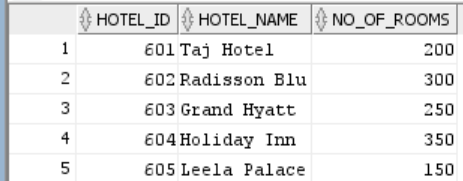 HOTEL_ID HOTEL_NAME NO_OF_ROOMS
1 601 Taj Hotel 200
2 602 Radisson Blu 300
3 603 Grand Hyatt 250
4 604 Holiday Inn 350
5 605 Leela Palace 150